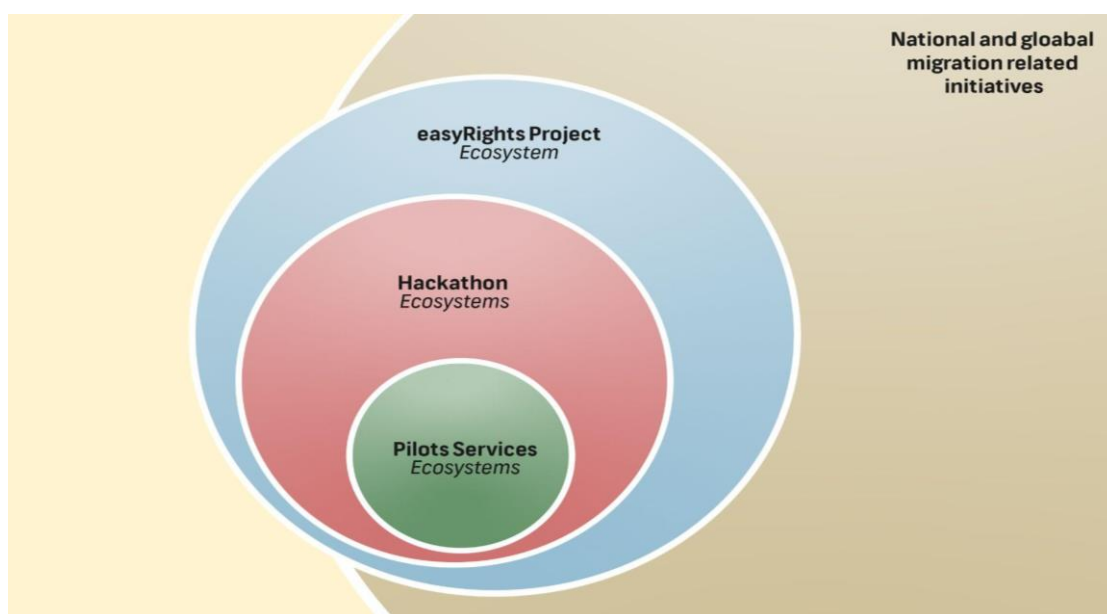 National and gloabal
migration related
initiatives
easyRights Project
Ecosystem
Hackathon
Ecosystems
Pilots Services
Ecosystems